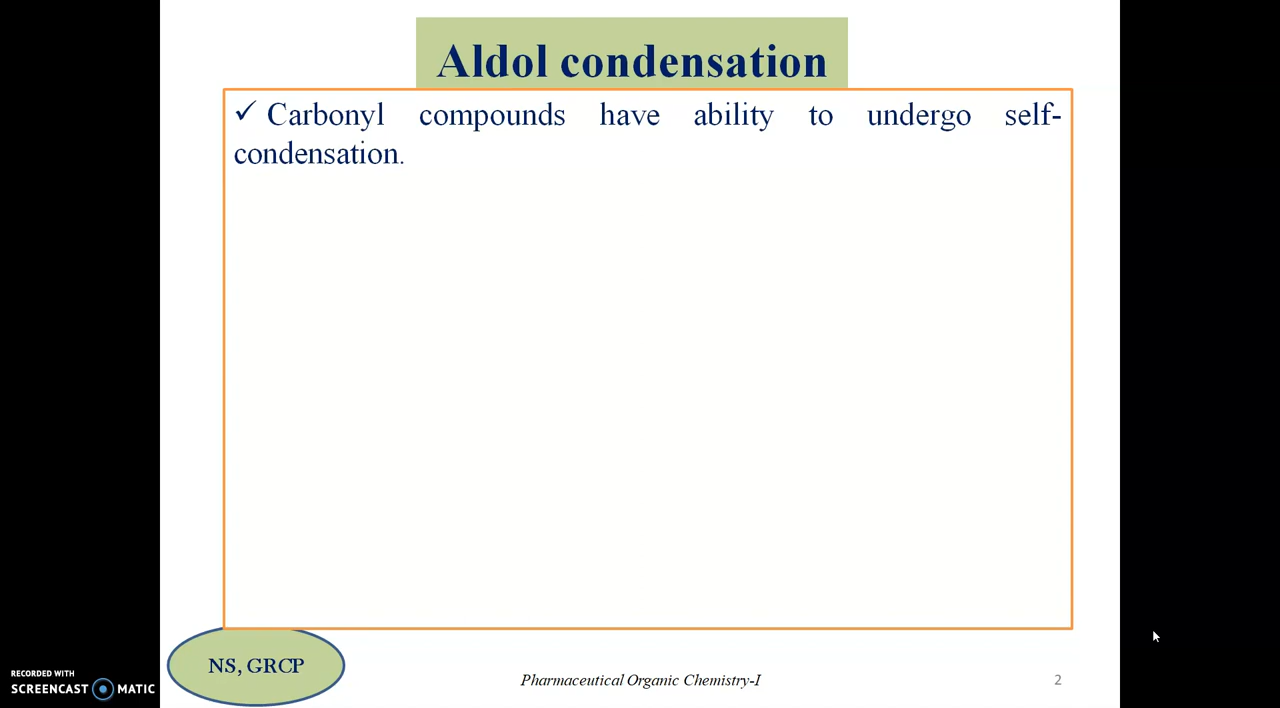 Aldol condensation
✓ Carbonyl compounds have ability to undergo self-
condensation.
NS, GRCP
Pharmaceutical Organic Chemistry-I
2
RECORDED WITH
SCREENCAST MATIC